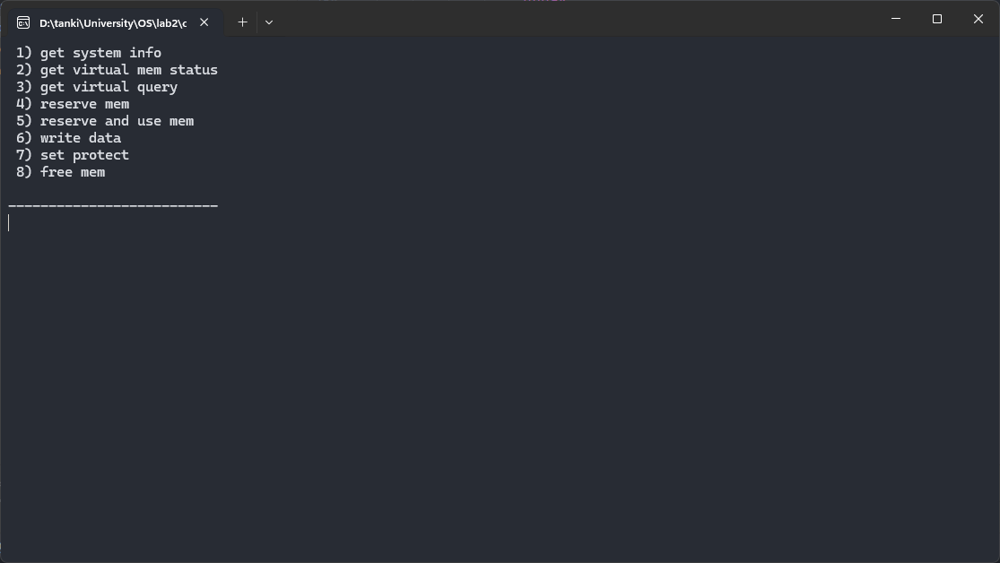 D:\tanki\University\OS\lab2\c
1) get system info
2) get virtual mem status
3) get virtual query
4) reserve mem
5) reserve and use mem
6) write data
7) set protect
8) free mem
--------------------------